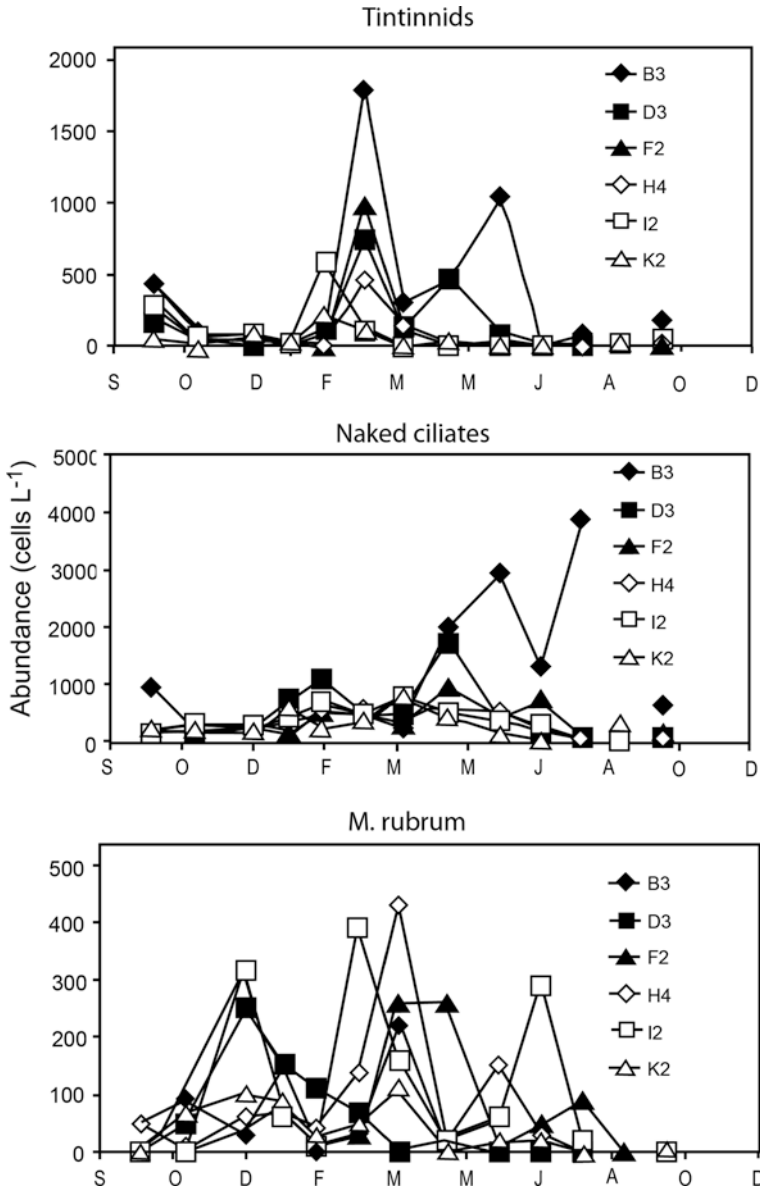 Tintinnids
2000
1500
1000
500
0
B3
D3
F2
H4
I2
K2
S O D F M M J A O D
Naked ciliates
5000
4000
3000
2000
1000
0
B3
D3
F2
H4
I2
K2
S O D F M M J A O D
Abundance (cells L-1)
M. rubrum
500
400
300
200
100
0
B3
D3
F2
H4
I2
K2
S O D F M M J A O D